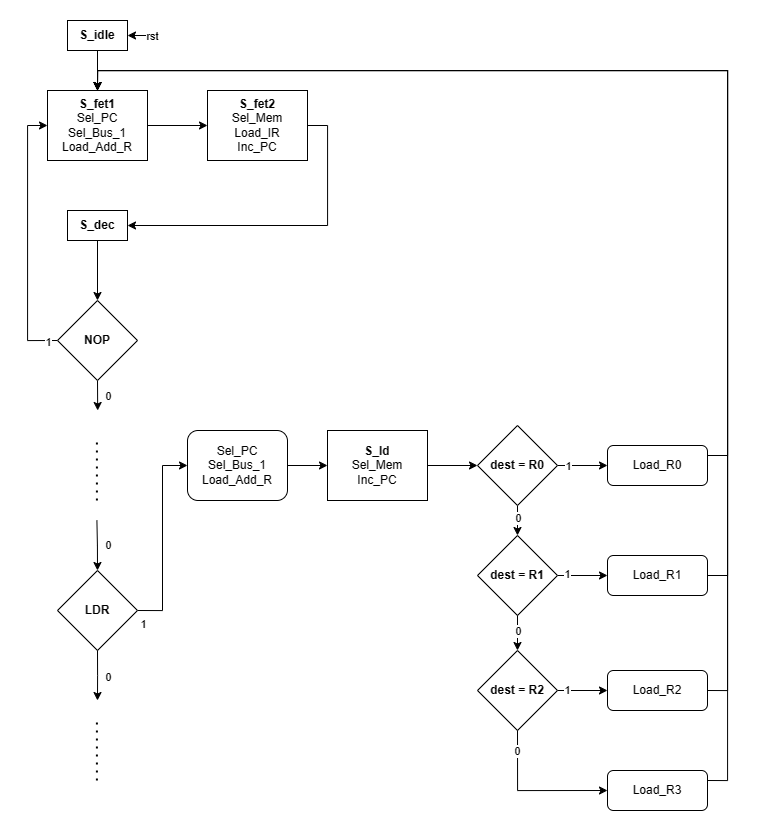 S_idle
rst
S_fet1
Sel_PC
Sel_Bus_1
Load_Add_R
S_fet2
Sel_Mem
Load_IR
Inc_PC
S_dec
NOP
1
0
Sel_PC
Sel_Bus_1
Load_Add_R
S_ld
Sel_Mem
Inc_PC
dest = R0
1
Load_R0
0
0
dest = R1
1
Load_R1
LDR
1
0
0
dest = R2
1
Load_R2
0
Load_R3